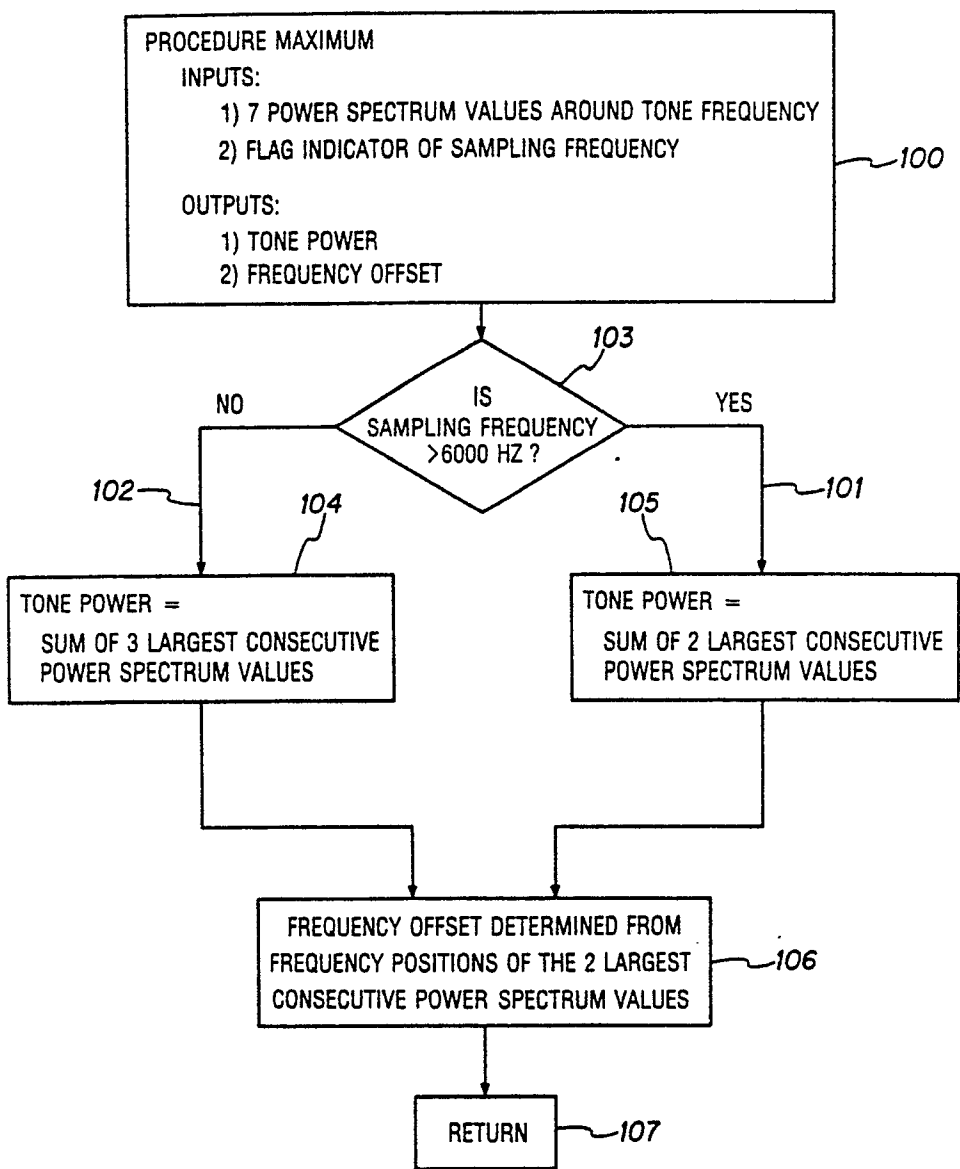 PROCEDURE MAXIMUM
INPUTS:
1) 7 POWER SPECTRUM VALUES AROUND TONE FREQUENCY
2) FLAG INDICATOR OF SAMPLING FREQUENCY
100
OUTPUTS:
1) TONE POWER
2) FREQUENCY OFFSET
103
IS
SAMPLING FREQUENCY
>6000 HZ ?
NO
YES
102
101
104
105
TONE POWER =
SUM OF 3 LARGEST CONSECUTIVE
POWER SPECTRUM VALUES
TONE POWER =
SUM OF 2 LARGEST CONSECUTIVE
POWER SPECTRUM VALUES
FREQUENCY OFFSET DETERMINED FROM
FREQUENCY POSITIONS OF THE 2 LARGEST
CONSECUTIVE POWER SPECTRUM VALUES
106
RETURN
107